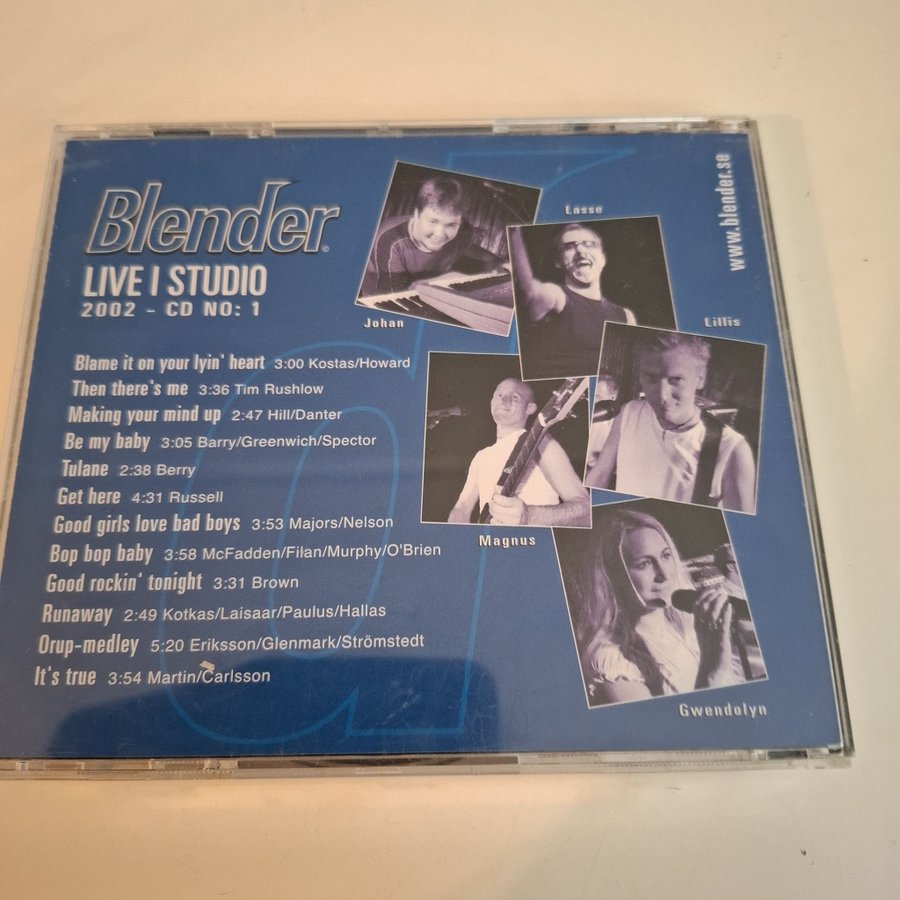 Blender®
LIVE I STUDIO
2002 - CD NO: 1
Blame it on your lyin' heart 3:00 Kostas/Howard
Then there's me 3:36 Tim Rushlow
Making your mind up 2:47 Hill/Danter
Be my baby 3:05 Barry/Greenwich/Spector
Tulane 2:38 Berry
Get here 4:31 Russell
Good girls love bad boys 3:53 Majors/Nelson
Bop bop baby 3:58 McFadden/Filan/Murphy/O'Brien
Good rockin' tonight 3:31 Brown
Runaway 2:49 Kotkas/Laisaar/Paulus/Hallas
Orup-medley 5:20 Eriksson/Glenmark/Strömstedt
It's true 3:54 Martin/Carlsson
Johan
Lasse
Lillis
Magnus
Gwendolyn
www.blender.se